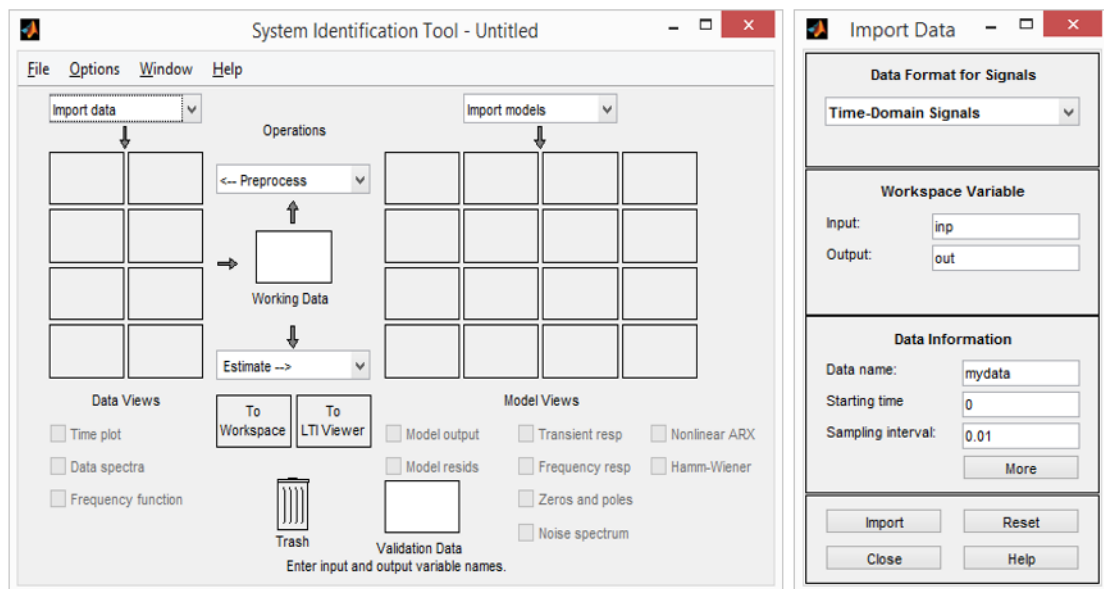 System Identification Tool - Untitled
File Options Window Help
Import data
Operations
Import models
<-- Preprocess
Working Data
Estimate -->
Data Views
To Workspace
To LTI Viewer
Model Views
Time plot
Data spectra
Frequency function
Model output
Transient resp
Nonlinear ARX
Model resids
Frequency resp
Hamm-Wiener
Zeros and poles
Noise spectrum
Trash
Validation Data
Enter input and output variable names.
Import Data
Data Format for Signals
Time-Domain Signals
Workspace Variable
Input: inp
Output: out
Data Information
Data name: mydata
Starting time 0
Sampling interval: 0.01
More
Import Reset
Close Help